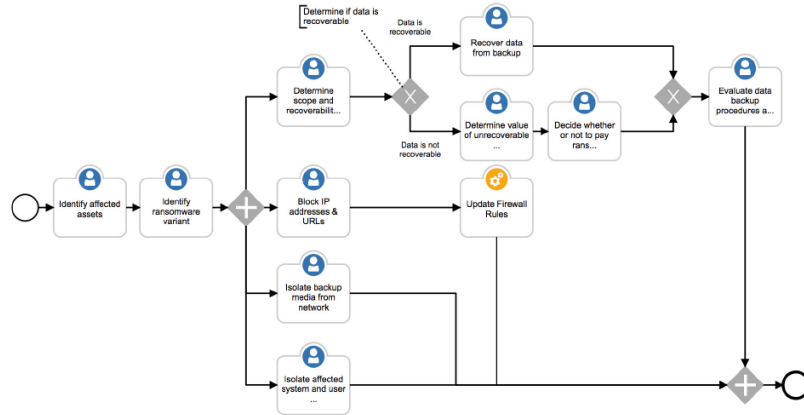 Determine if data is
recoverable
Data is
recoverable
Recover data
from backup
Determine
scope and
recoverabilit...
Evaluate data
backup
procedures a...
Data is not
recoverable
Determine value
of unrecoverable
...
Decide whether
or not to pay
rans...
Identify affected
assets
Identify
ransomware
variant
Block IP
addresses &
URLs
Update Firewall
Rules
Isolate backup
media from
network
Isolate affected
system and user
...